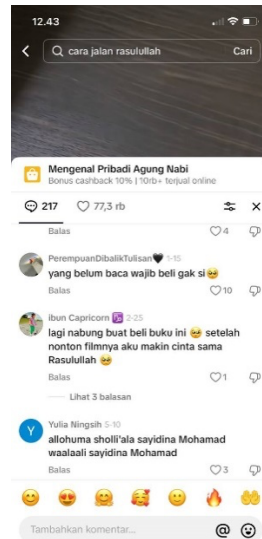 12.43
cara jalan rasulullah
Cari
Mengenal Pribadi Agung Nabi
Bonus cashback 10% | 10rb+ terjual online
217
77,3 rb
Balas
4
PerempuanDibalikTulisan🖤 1-15
yang belum baca wajib beli gak si🥹
Balas
10
ibun Capricorn ♑ 2-25
lagi nabung buat beli buku ini 🥹 setelah
nonton filmnya aku makin cinta sama
Rasulullah 🥹
Balas
1
Lihat 3 balasan
Y
Yulia Ningsih 5-10
allohuma sholli'ala sayidina Mohamad
waalaali sayidina Mohamad
Balas
3
Tambahkan komentar...
@